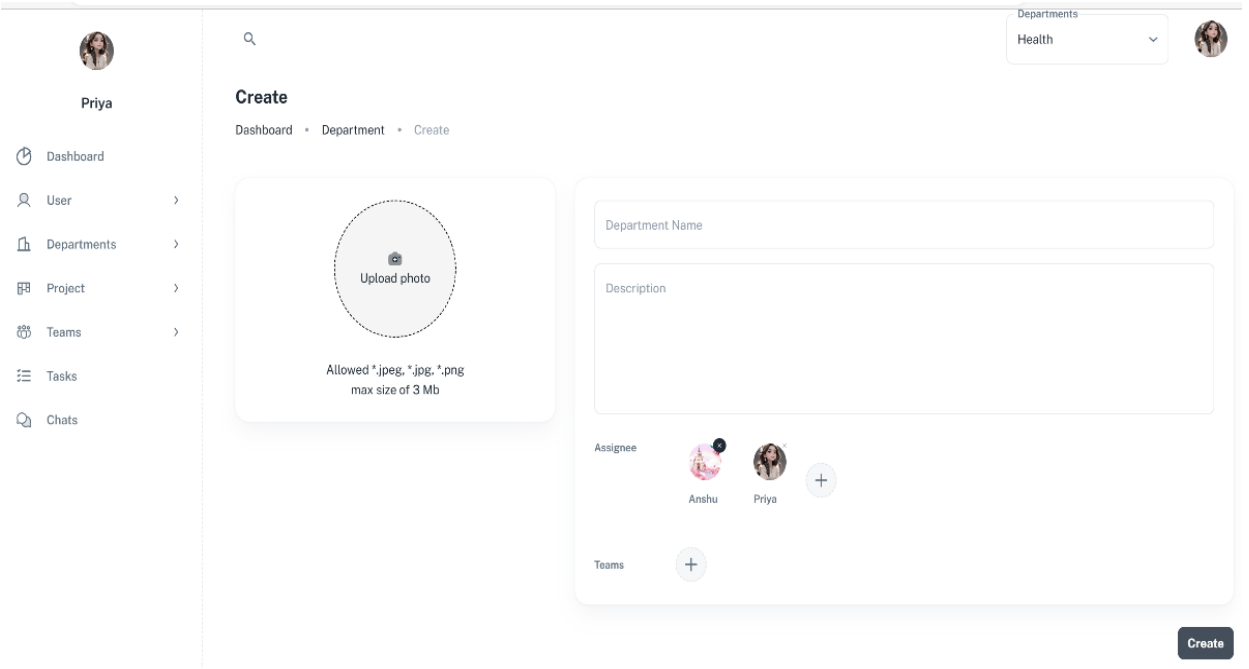 Priya
Dashboard
User
Departments
Project
Teams
Tasks
Chats
Departments
Health
Create
Dashboard • Department • Create
Upload photo
Allowed *.jpeg, *.jpg, *.png
max size of 3 Mb
Department Name
Description
Assignee
Anshu Priya
Teams
Create